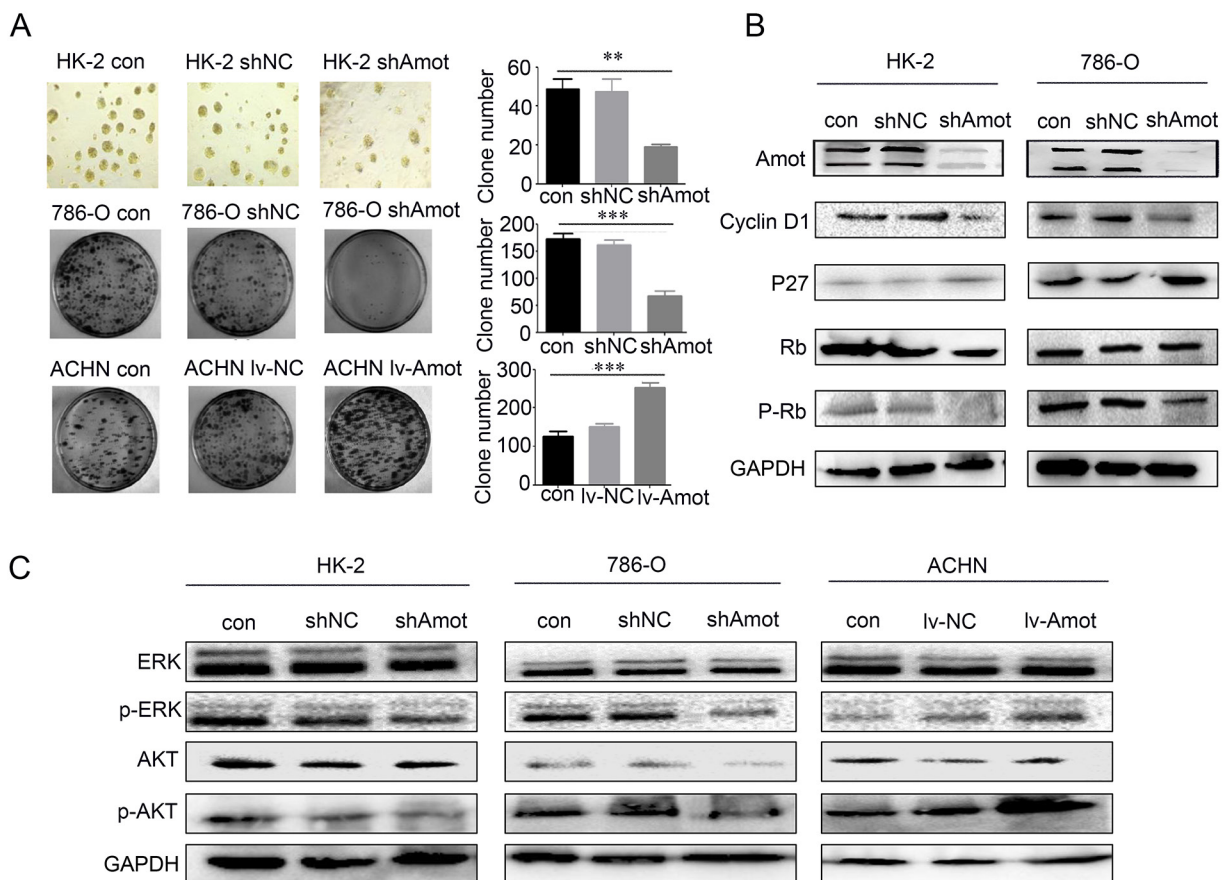 A
HK-2 con HK-2 shNC HK-2 shAmot
786-O con 786-O shNC 786-O shAmot
ACHN con ACHN lv-NC ACHN lv-Amot
**
Clone number
60
40
20
0
con shNC shAmot
***
Clone number
200
150
100
50
0
con shNC shAmot
***
Clone number
300
200
100
0
con lv-NC lv-Amot
B
HK-2 786-O
con shNC shAmot con shNC shAmot
Amot
Cyclin D1
P27
Rb
P-Rb
GAPDH
C
HK-2 786-O ACHN
con shNC shAmot con shNC shAmot con lv-NC lv-Amot
ERK
p-ERK
AKT
p-AKT
GAPDH